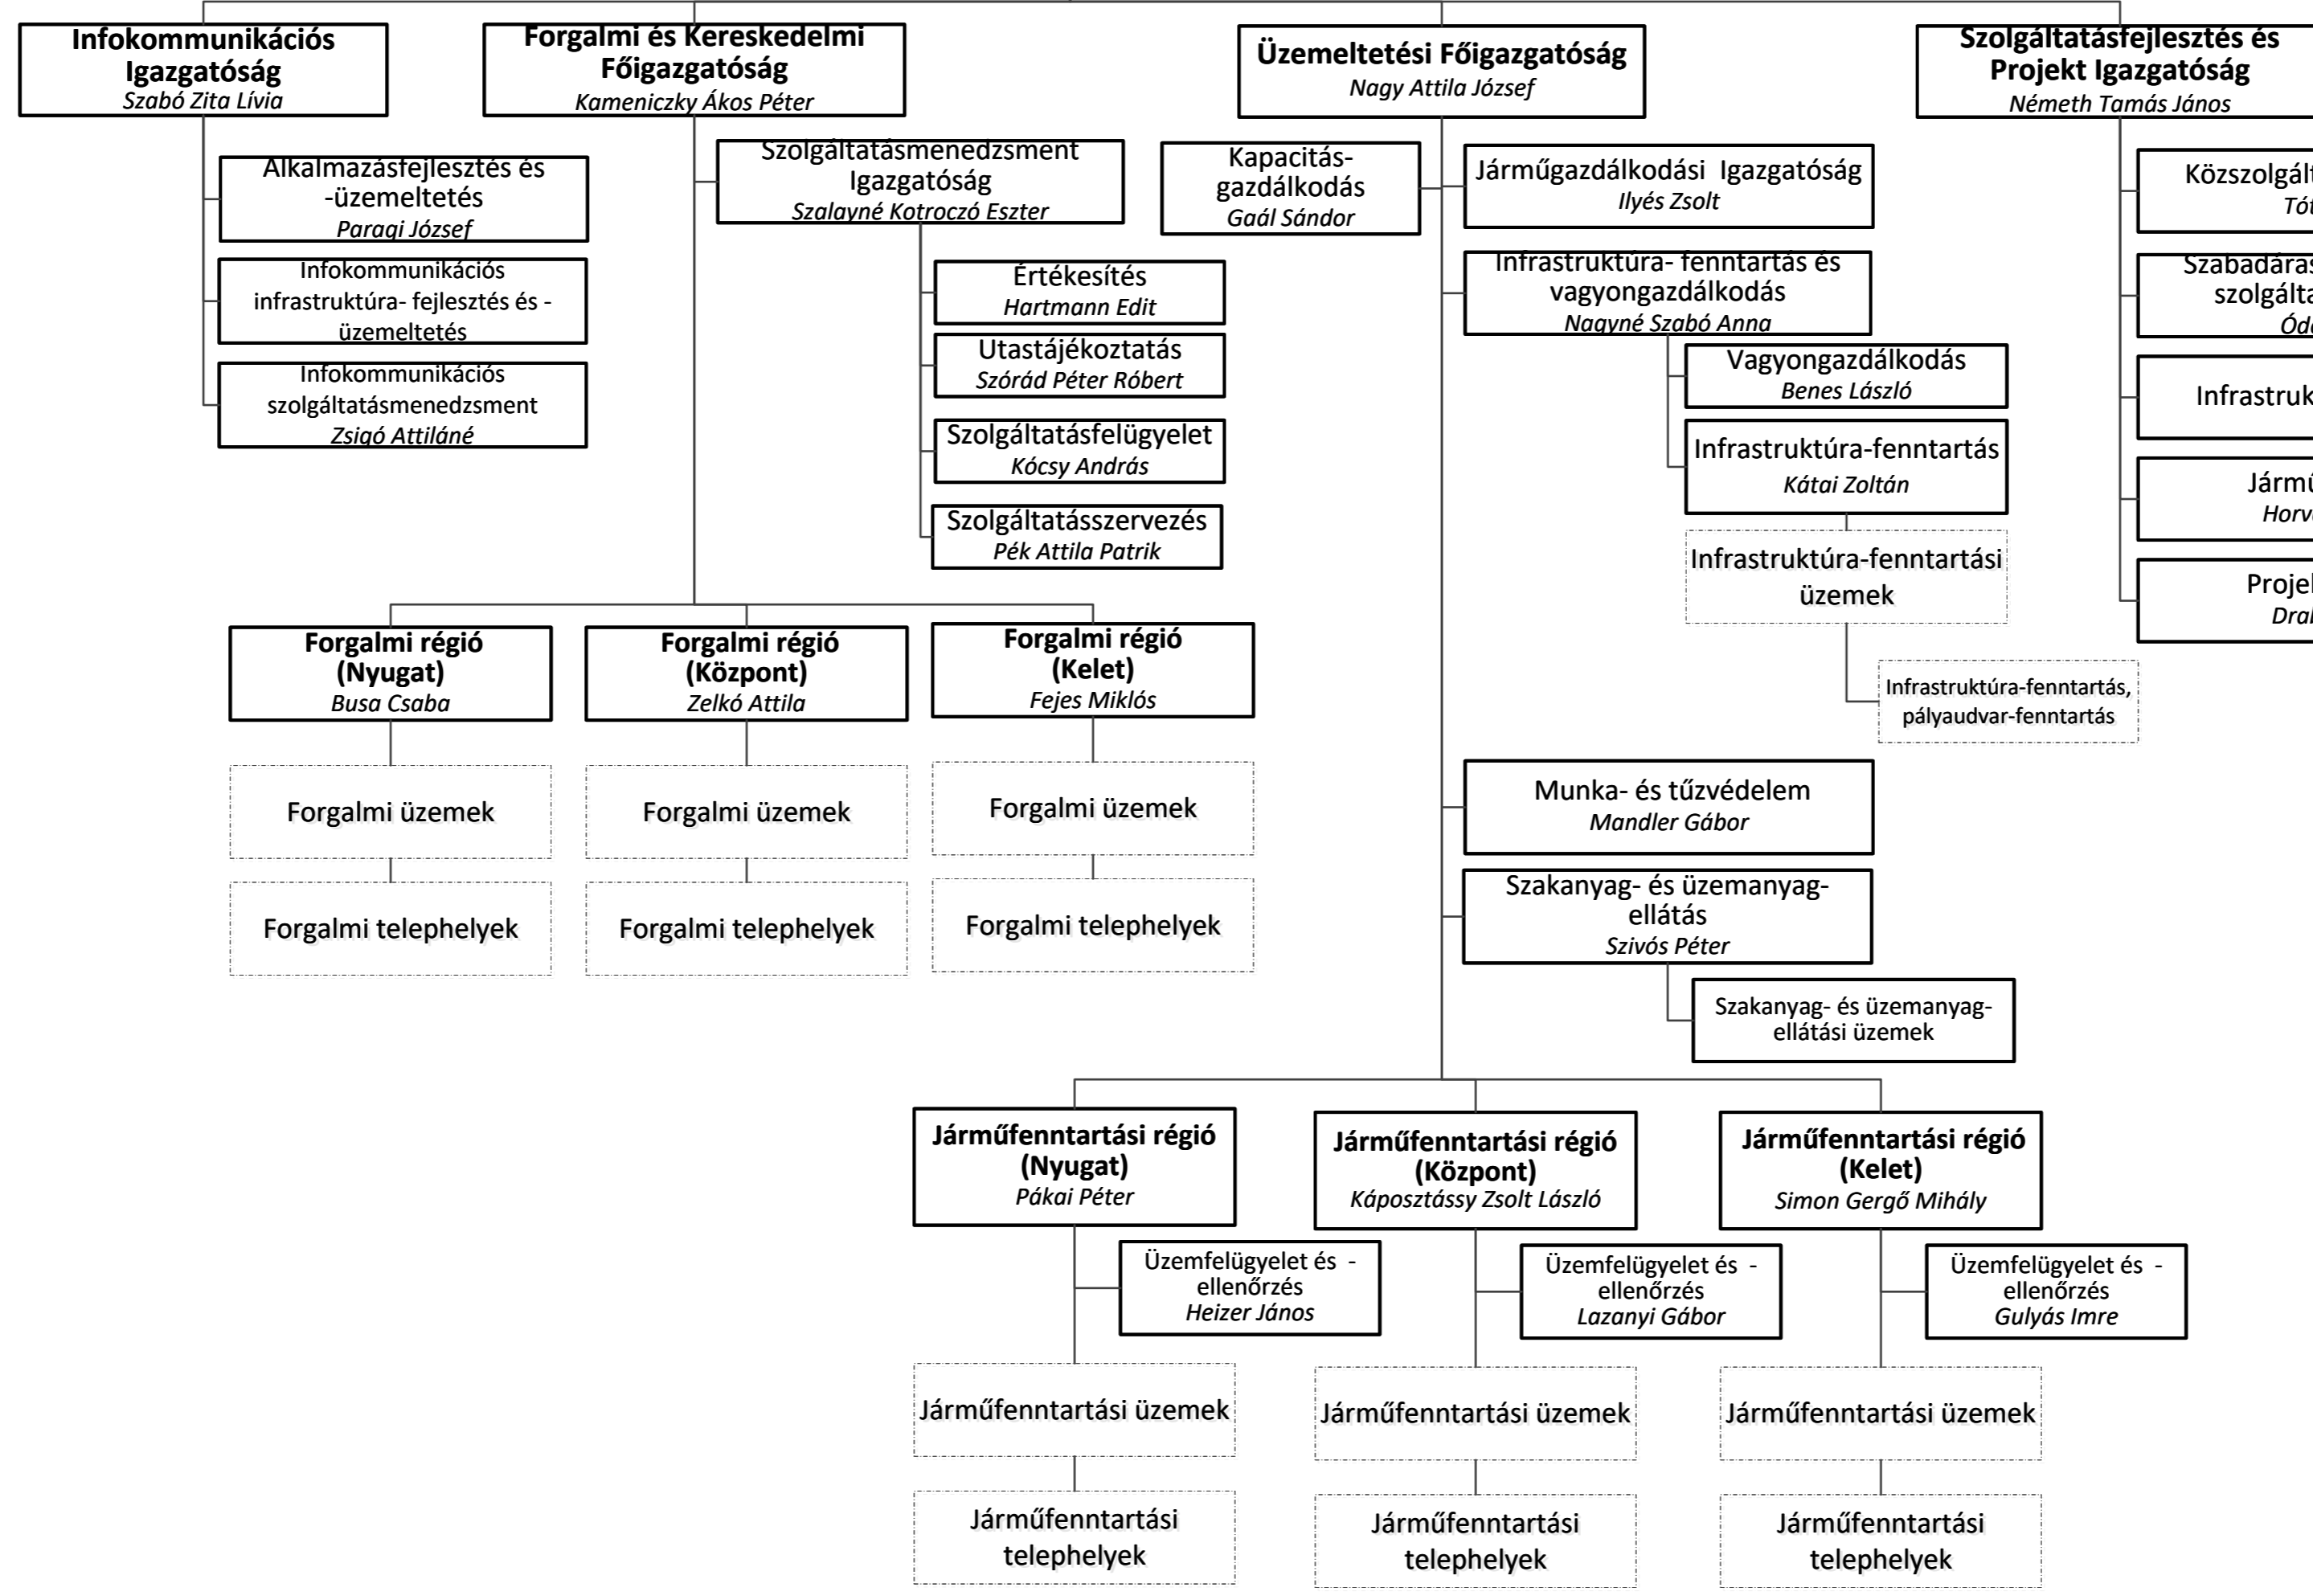 Infokommunikációs
Igazgatóság
Szabó Zita Lívia
Alkalmazásfejlesztés és
-üzemeltetés
Paragi József
Infokommunikációs
infrastruktúra- fejlesztés és -
üzemeltetés
Infokommunikációs
szolgáltatásmenedzsment
Zsigó Attiláné
Forgalmi és Kereskedelmi
Főigazgatóság
Kameniczky Ákos Péter
Szolgáltatásmenedzsment
Igazgatóság
Szalayné Kotroczó Eszter
Értékesítés
Hartmann Edit
Utastájékoztatás
Szórád Péter Róbert
Szolgáltatásfelügyelet
Kócsy András
Szolgáltatásszervezés
Pék Attila Patrik
Forgalmi régió
(Nyugat)
Busa Csaba
Forgalmi üzemek
Forgalmi telephelyek
Forgalmi régió
(Központ)
Zelkó Attila
Forgalmi üzemek
Forgalmi telephelyek
Forgalmi régió
(Kelet)
Fejes Miklós
Forgalmi üzemek
Forgalmi telephelyek
Üzemeltetési Főigazgatóság
Nagy Attila József
Kapacitás-
gazdálkodás
Gaál Sándor
Járműgazdálkodási Igazgatóság
Ilyés Zsolt
Infrastruktúra- fenntartás és
vagyongazdálkodás
Nagyné Szabó Anna
Vagyongazdálkodás
Benes László
Infrastruktúra-fenntartás
Kátai Zoltán
Infrastruktúra-fenntartási
üzemek
Infrastruktúra-fenntartás,
pályaudvar-fenntartás
Munka- és tűzvédelem
Mandler Gábor
Szakanyag- és üzemanyag-
ellátás
Szivós Péter
Szakanyag- és üzemanyag-
ellátási üzemek
Járműfenntartási régió
(Nyugat)
Pákai Péter
Üzemfelügyelet és -
ellenőrzés
Heizer János
Járműfenntartási üzemek
Járműfenntartási
telephelyek
Járműfenntartási régió
(Központ)
Káposztássy Zsolt László
Üzemfelügyelet és -
ellenőrzés
Lazanyi Gábor
Járműfenntartási üzemek
Járműfenntartási
telephelyek
Járműfenntartási régió
(Kelet)
Simon Gergő Mihály
Üzemfelügyelet és -
ellenőrzés
Gulyás Imre
Járműfenntartási üzemek
Járműfenntartási
telephelyek
Szolgáltatásfejlesztés és
Projekt Igazgatóság
Németh Tamás János